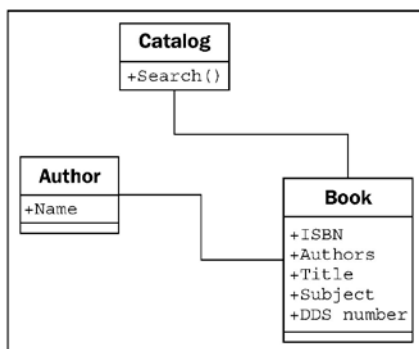 Catalog
+Search()
Author
+Name
Book
+ISBN
+Authors
+Title
+Subject
+DDS number